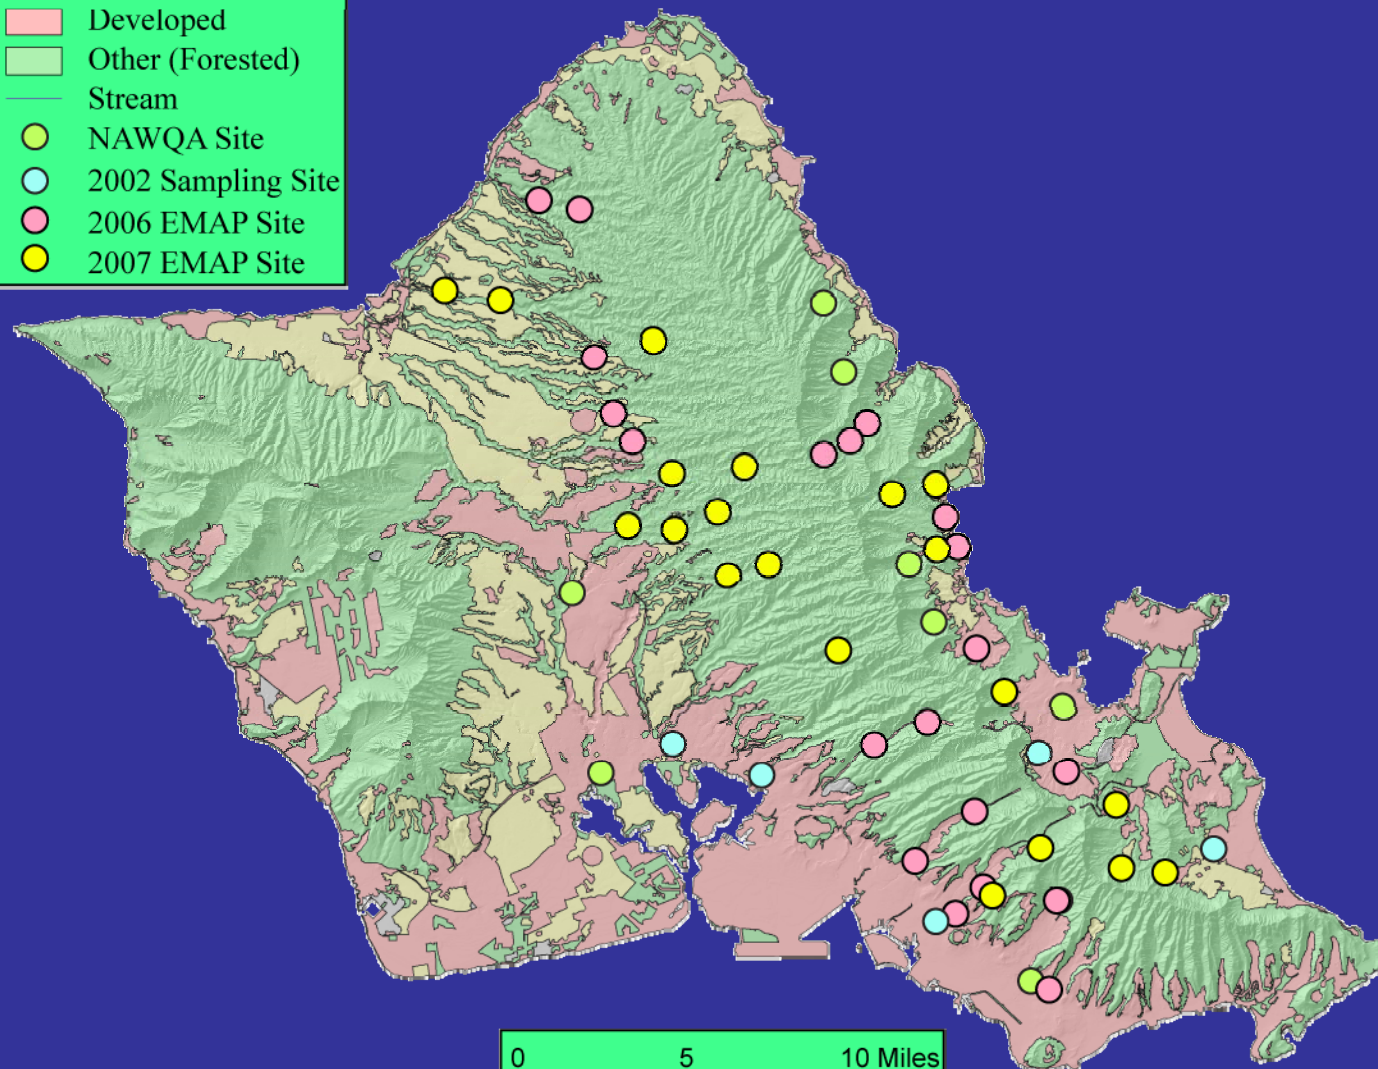 Developed
Other (Forested)
Stream
NAWQA Site
2002 Sampling Site
2006 EMAP Site
2007 EMAP Site
0 5 10 Miles